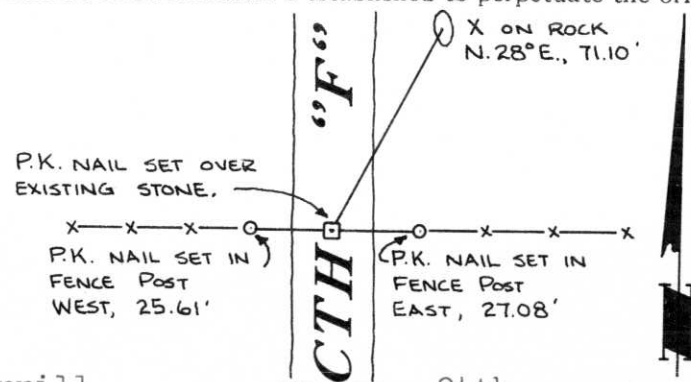 X ON ROCK
N. 28° E., 71.10'
"F"
P.K. NAIL SET OVER
EXISTING STONE.
P.K. NAIL SET IN
FENCE POST
WEST, 25.61'
P.K. NAIL SET IN
FENCE POST
EAST, 27.08'
CTH